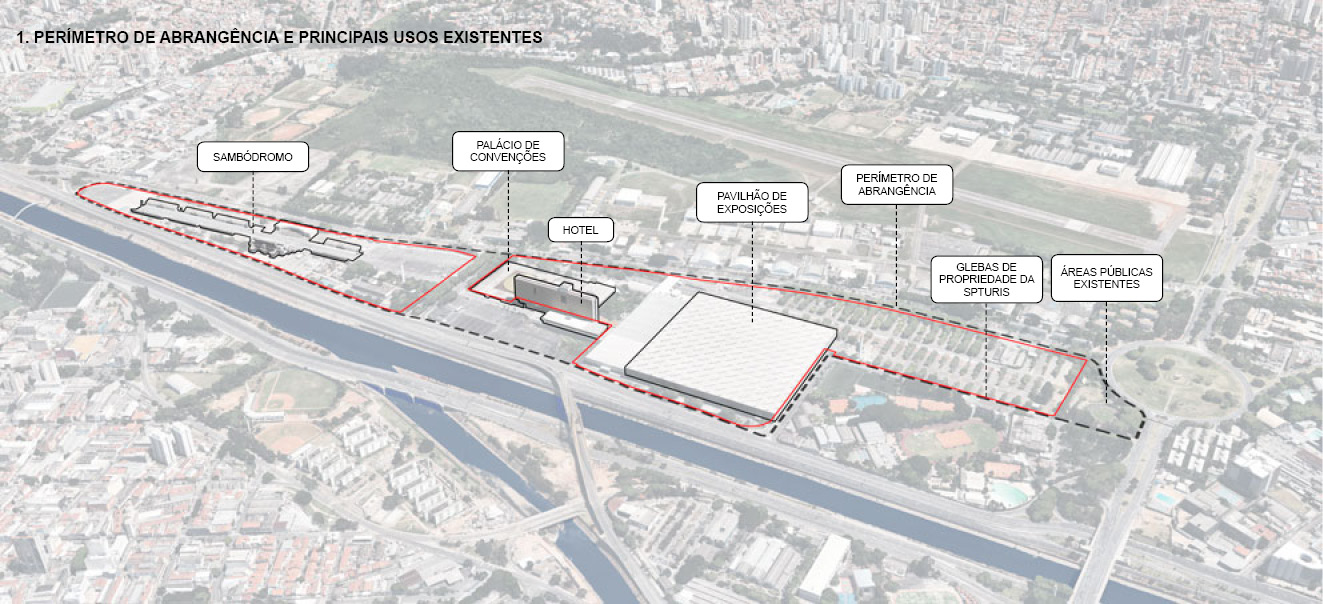 1. PERÍMETRO DE ABRANGÊNCIA E PRINCIPAIS USOS EXISTENTES
SAMBÓDROMO
PALÁCIO DE
CONVENÇÕES
HOTEL
PAVILHÃO DE
EXPOSIÇÕES
PERÍMETRO DE
ABRANGÊNCIA
GLEBAS DE
PROPRIEDADE DA
SPTURIS
ÁREAS PÚBLICAS
EXISTENTES